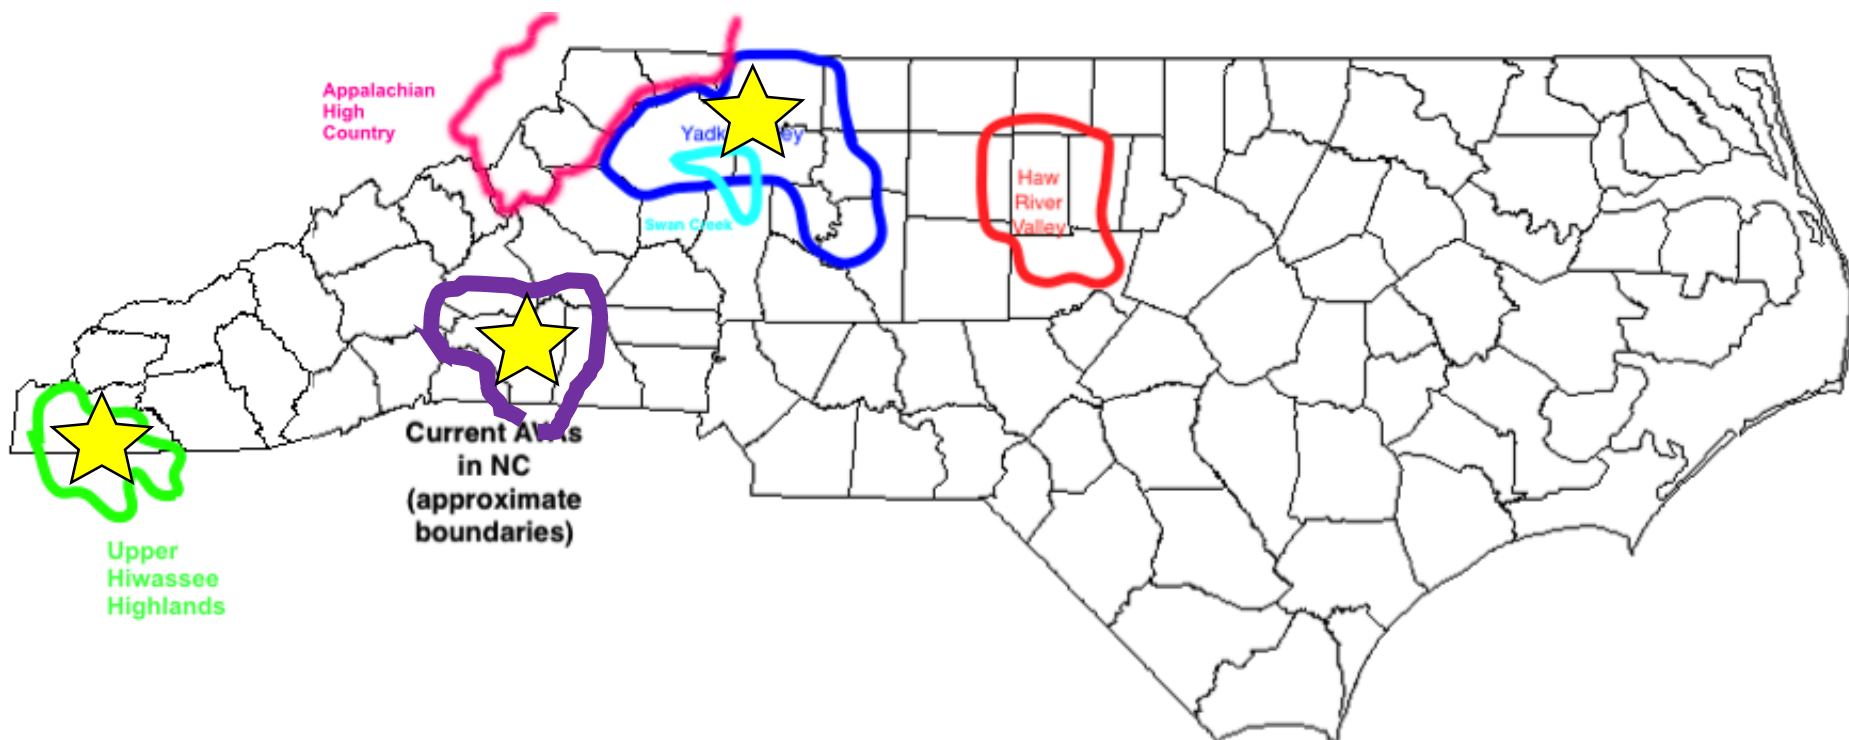 Appalachian
High
Country
Swan Creek
Haw
River
Valley
Current
in NC
(approximate
boundaries)
Upper
Hiwassee
Highlands